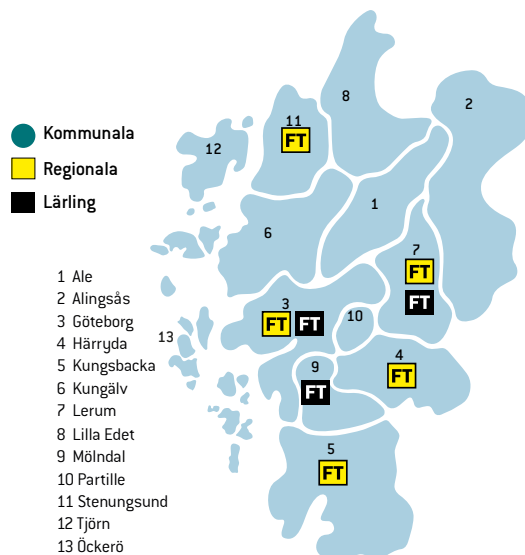 Kommunala
Regionala
Lärling
8
2
11
FT
12
1
6
7
FT
FT
3
FT FT
10
13
9
FT
4
FT
5
FT
1 Ale
2 Alingsås
3 Göteborg
4 Härryda
5 Kungsbacka
6 Kungälv
7 Lerum
8 Lilla Edet
9 Mölndal
10 Partille
11 Stenungsund
12 Tjörn
13 Öckerö